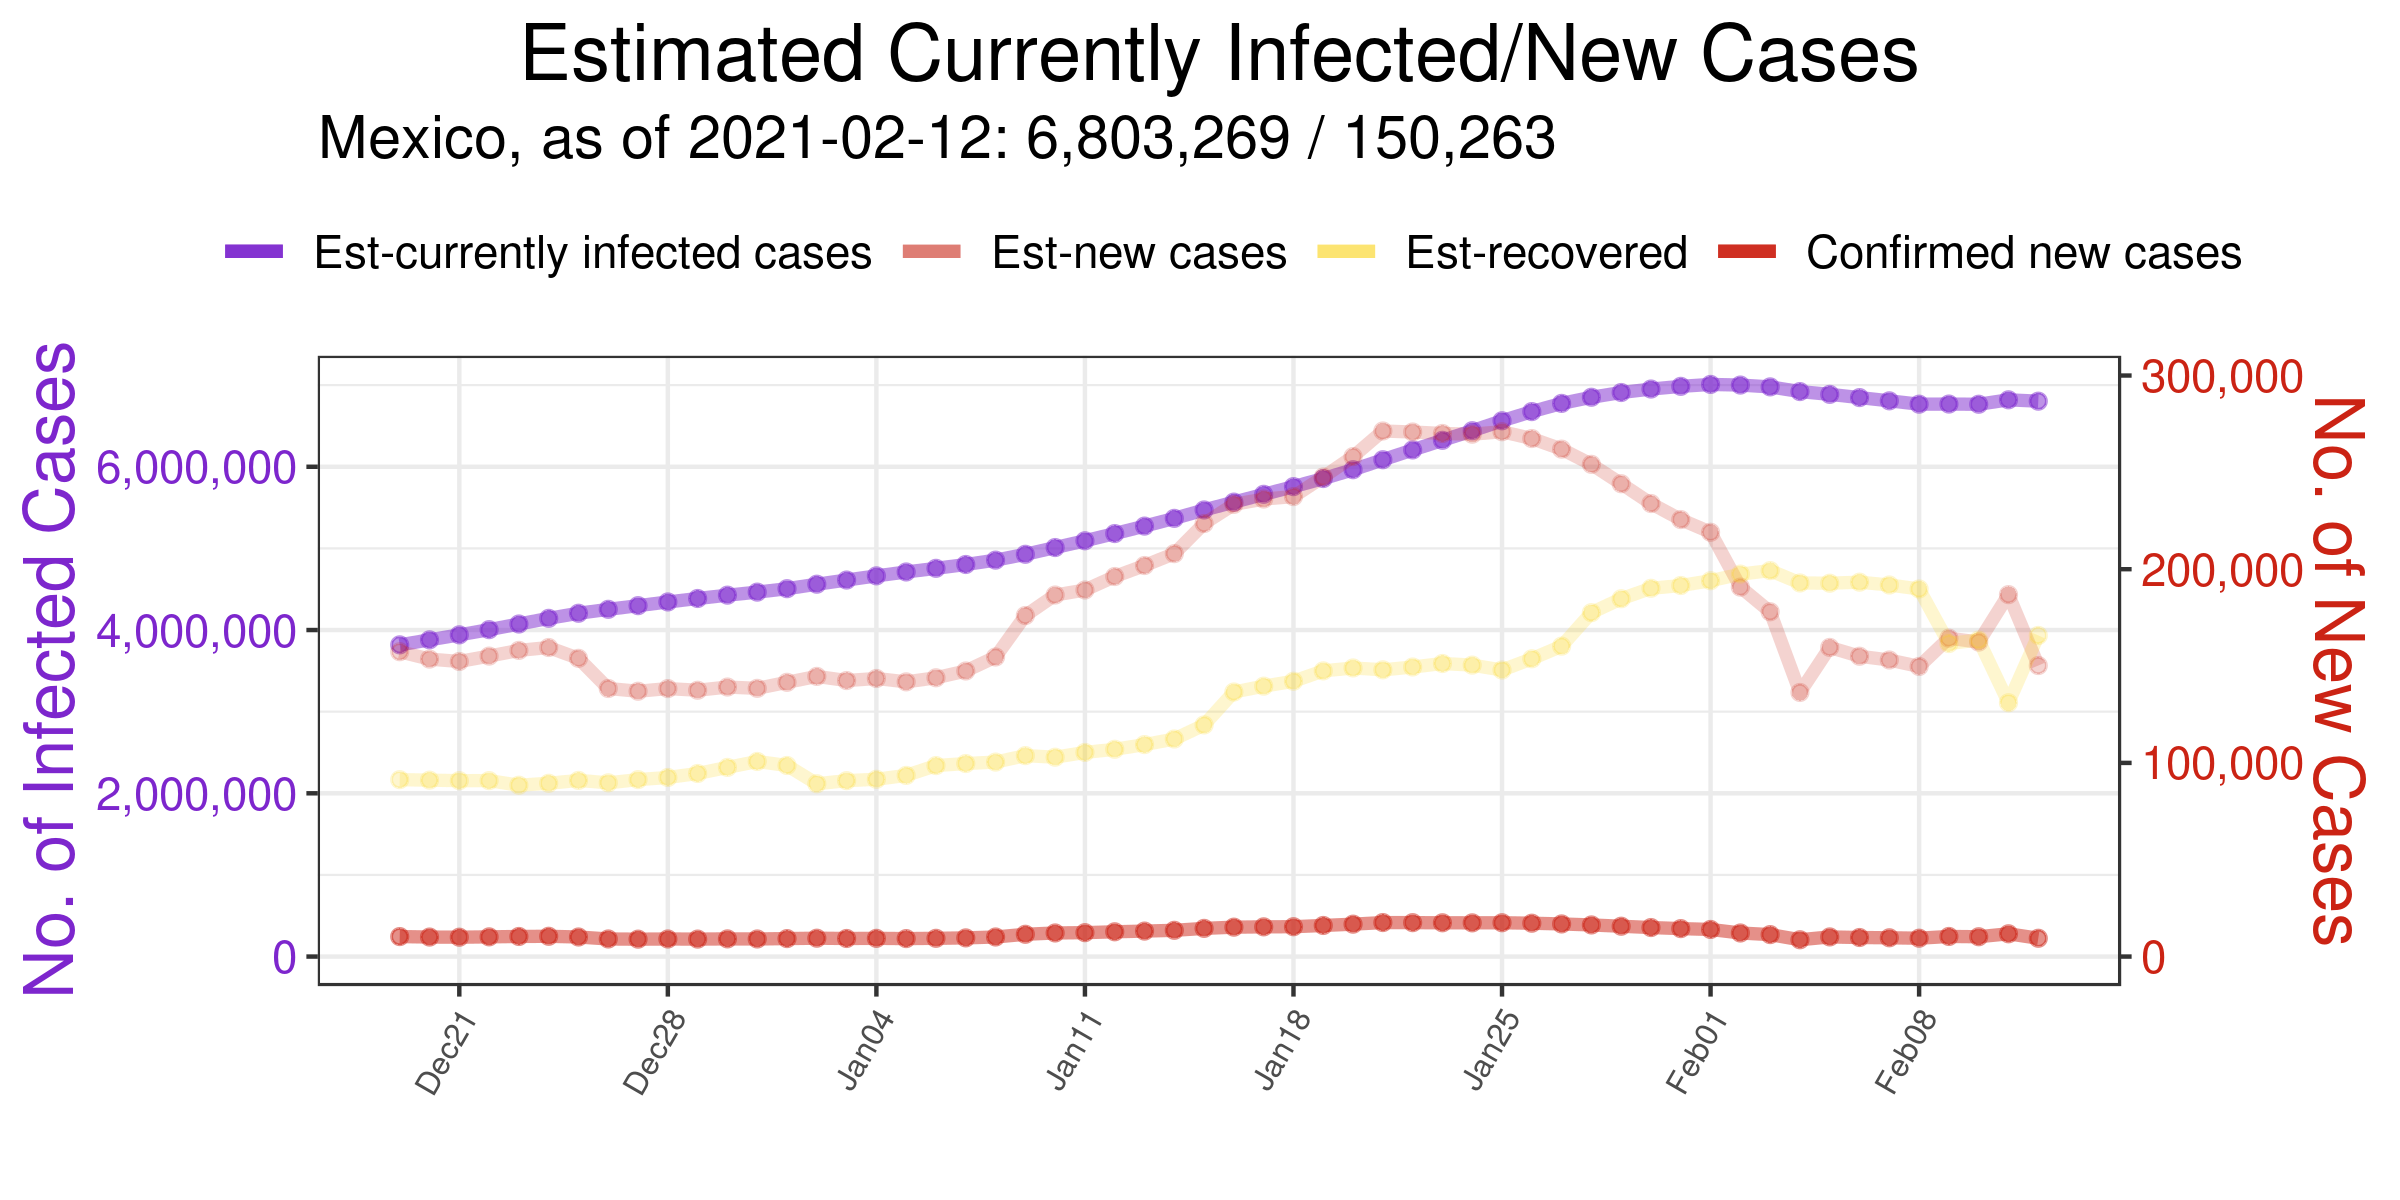 Estimated Currently Infected/New Cases
Mexico, as of 2021-02-12: 6,803,269 / 150,263
Est-currently infected cases Est-new cases Est-recovered Confirmed new cases
No. of Infected Cases
6,000,000
4,000,000
2,000,000
0
300,000
200,000
100,000
0
No. of New Cases
Dec21 Dec28 Jan04 Jan11 Jan18 Jan25 Feb01 Feb08